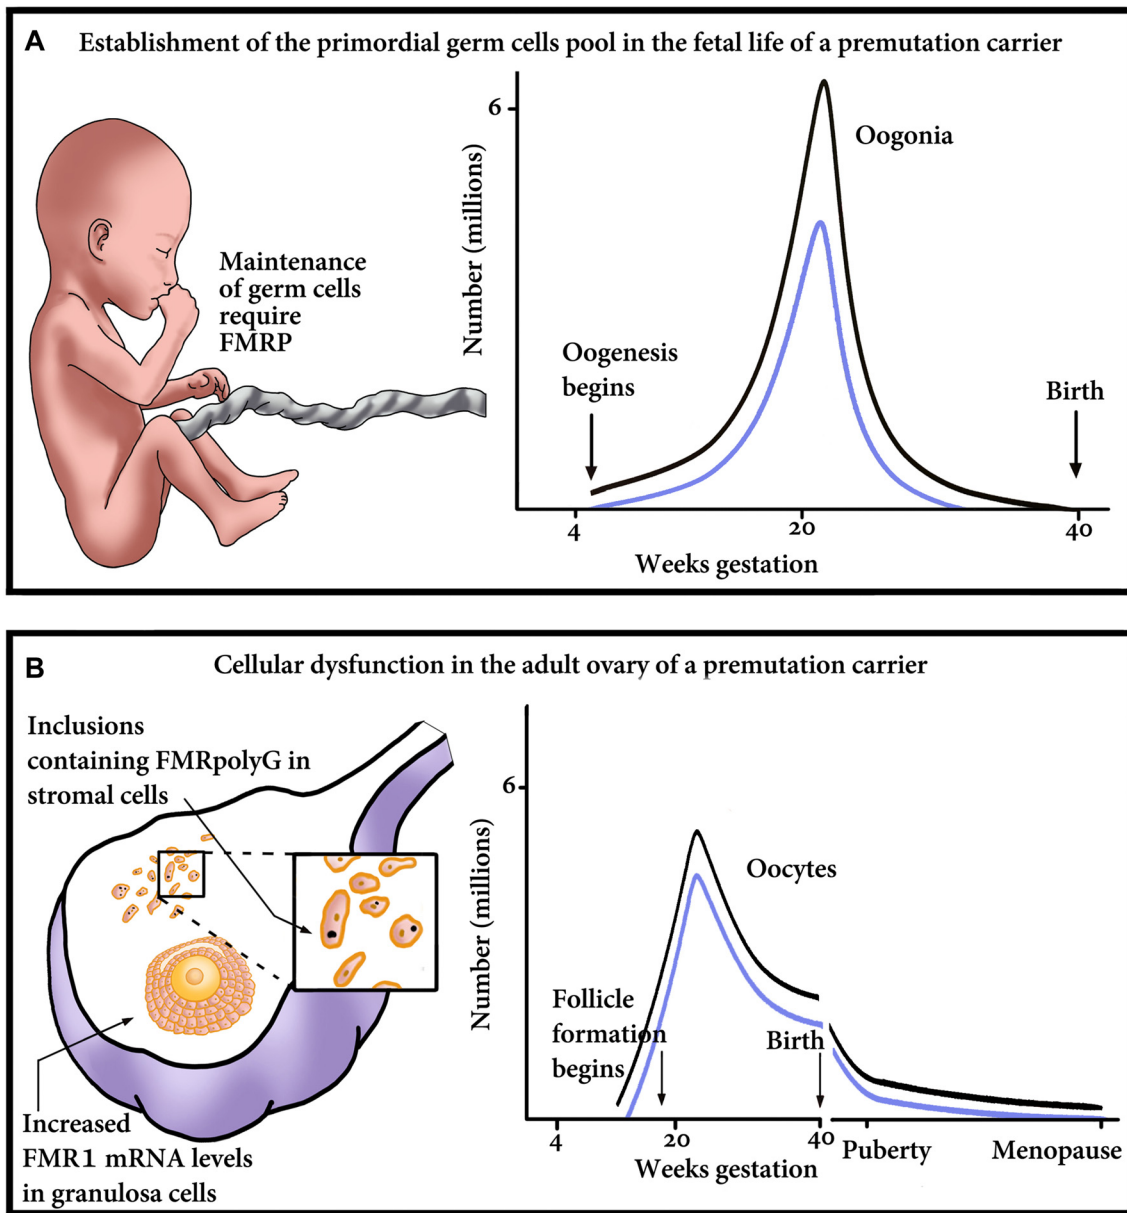 A
Establishment of the primordial germ cells pool in the fetal life of a premutation carrier
Maintenance
of germ cells
require
FMRP
Number (millions)
6
Oogonia
Oogenesis
begins
Birth
4
20
40
Weeks gestation
B
Cellular dysfunction in the adult ovary of a premutation carrier
Inclusions
containing FMRpolyG in
stromal cells
Increased
FMR1 mRNA levels
in granulosa cells
Number (millions)
6
Oocytes
Follicle
formation
begins
Birth
4
20
40
Puberty
Menopause
Weeks gestation